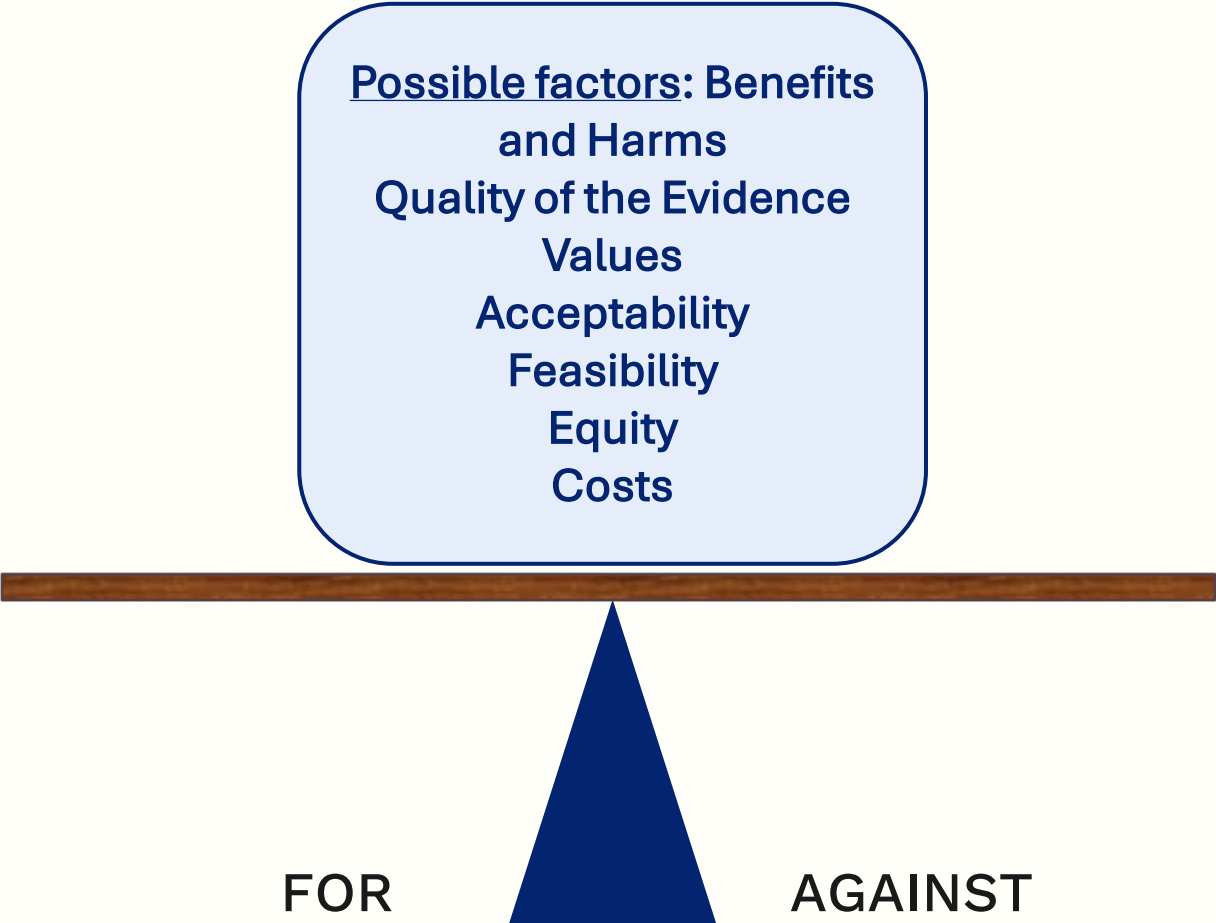 Possible factors: Benefits
and Harms
Quality of the Evidence
Values
Acceptability
Feasibility
Equity
Costs
FOR
AGAINST